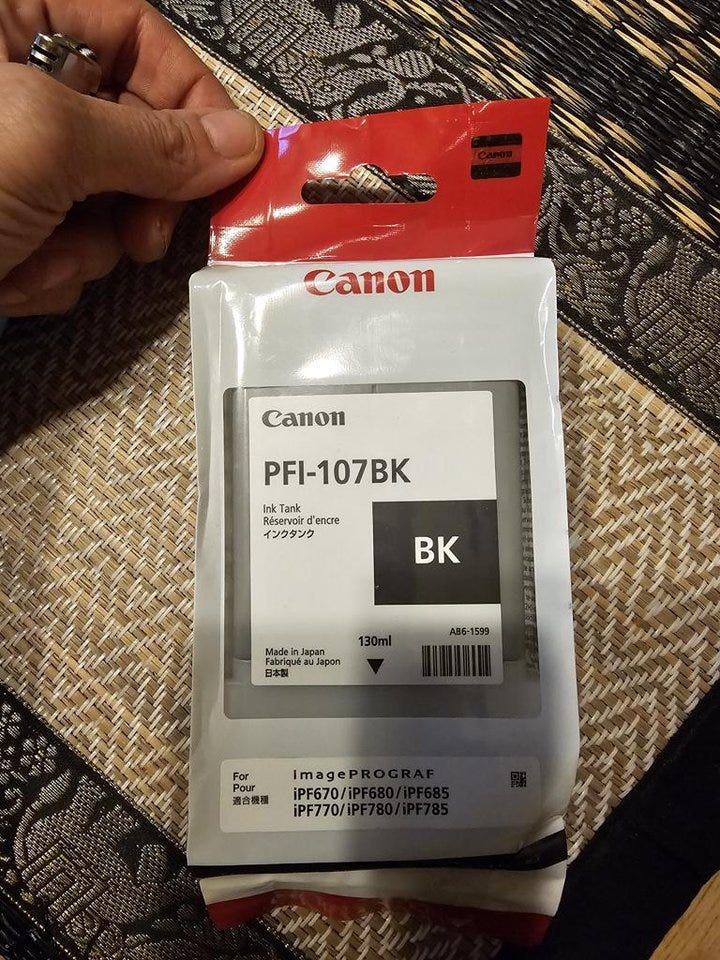 Canon
Canon
Canon
PFI-107BK
Ink Tank
Réservoir d'encre
インクタンク
BK
AB6-1599
130ml
Made in Japan
Fabriqué au Japon
日本製
For
Pour
適合機種
imagePROGRAF
iPF670/iPF680/iPF685
iPF770/iPF780/iPF785